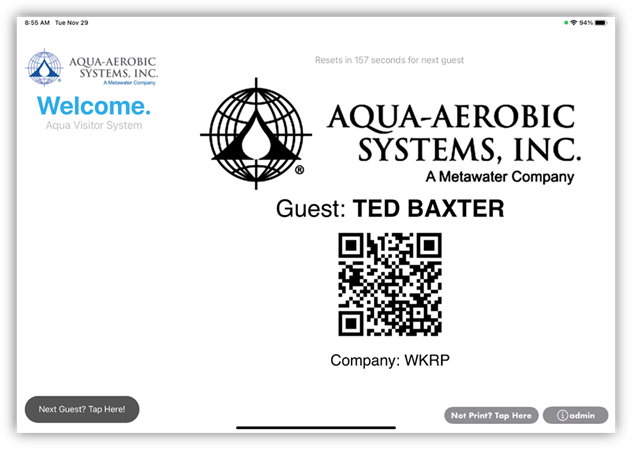 8:55 AM Tue Nov 29
94%
AQUA-AEROBIC
SYSTEMS, INC.
A Metawater Company
Welcome.
Aqua Visitor System
Resets in 157 seconds for next guest
AQUA-AEROBIC
SYSTEMS, INC.
A Metawater Company
®
Guest: TED BAXTER
Company: WKRP
Next Guest? Tap Here!
Not Print? Tap Here
admin